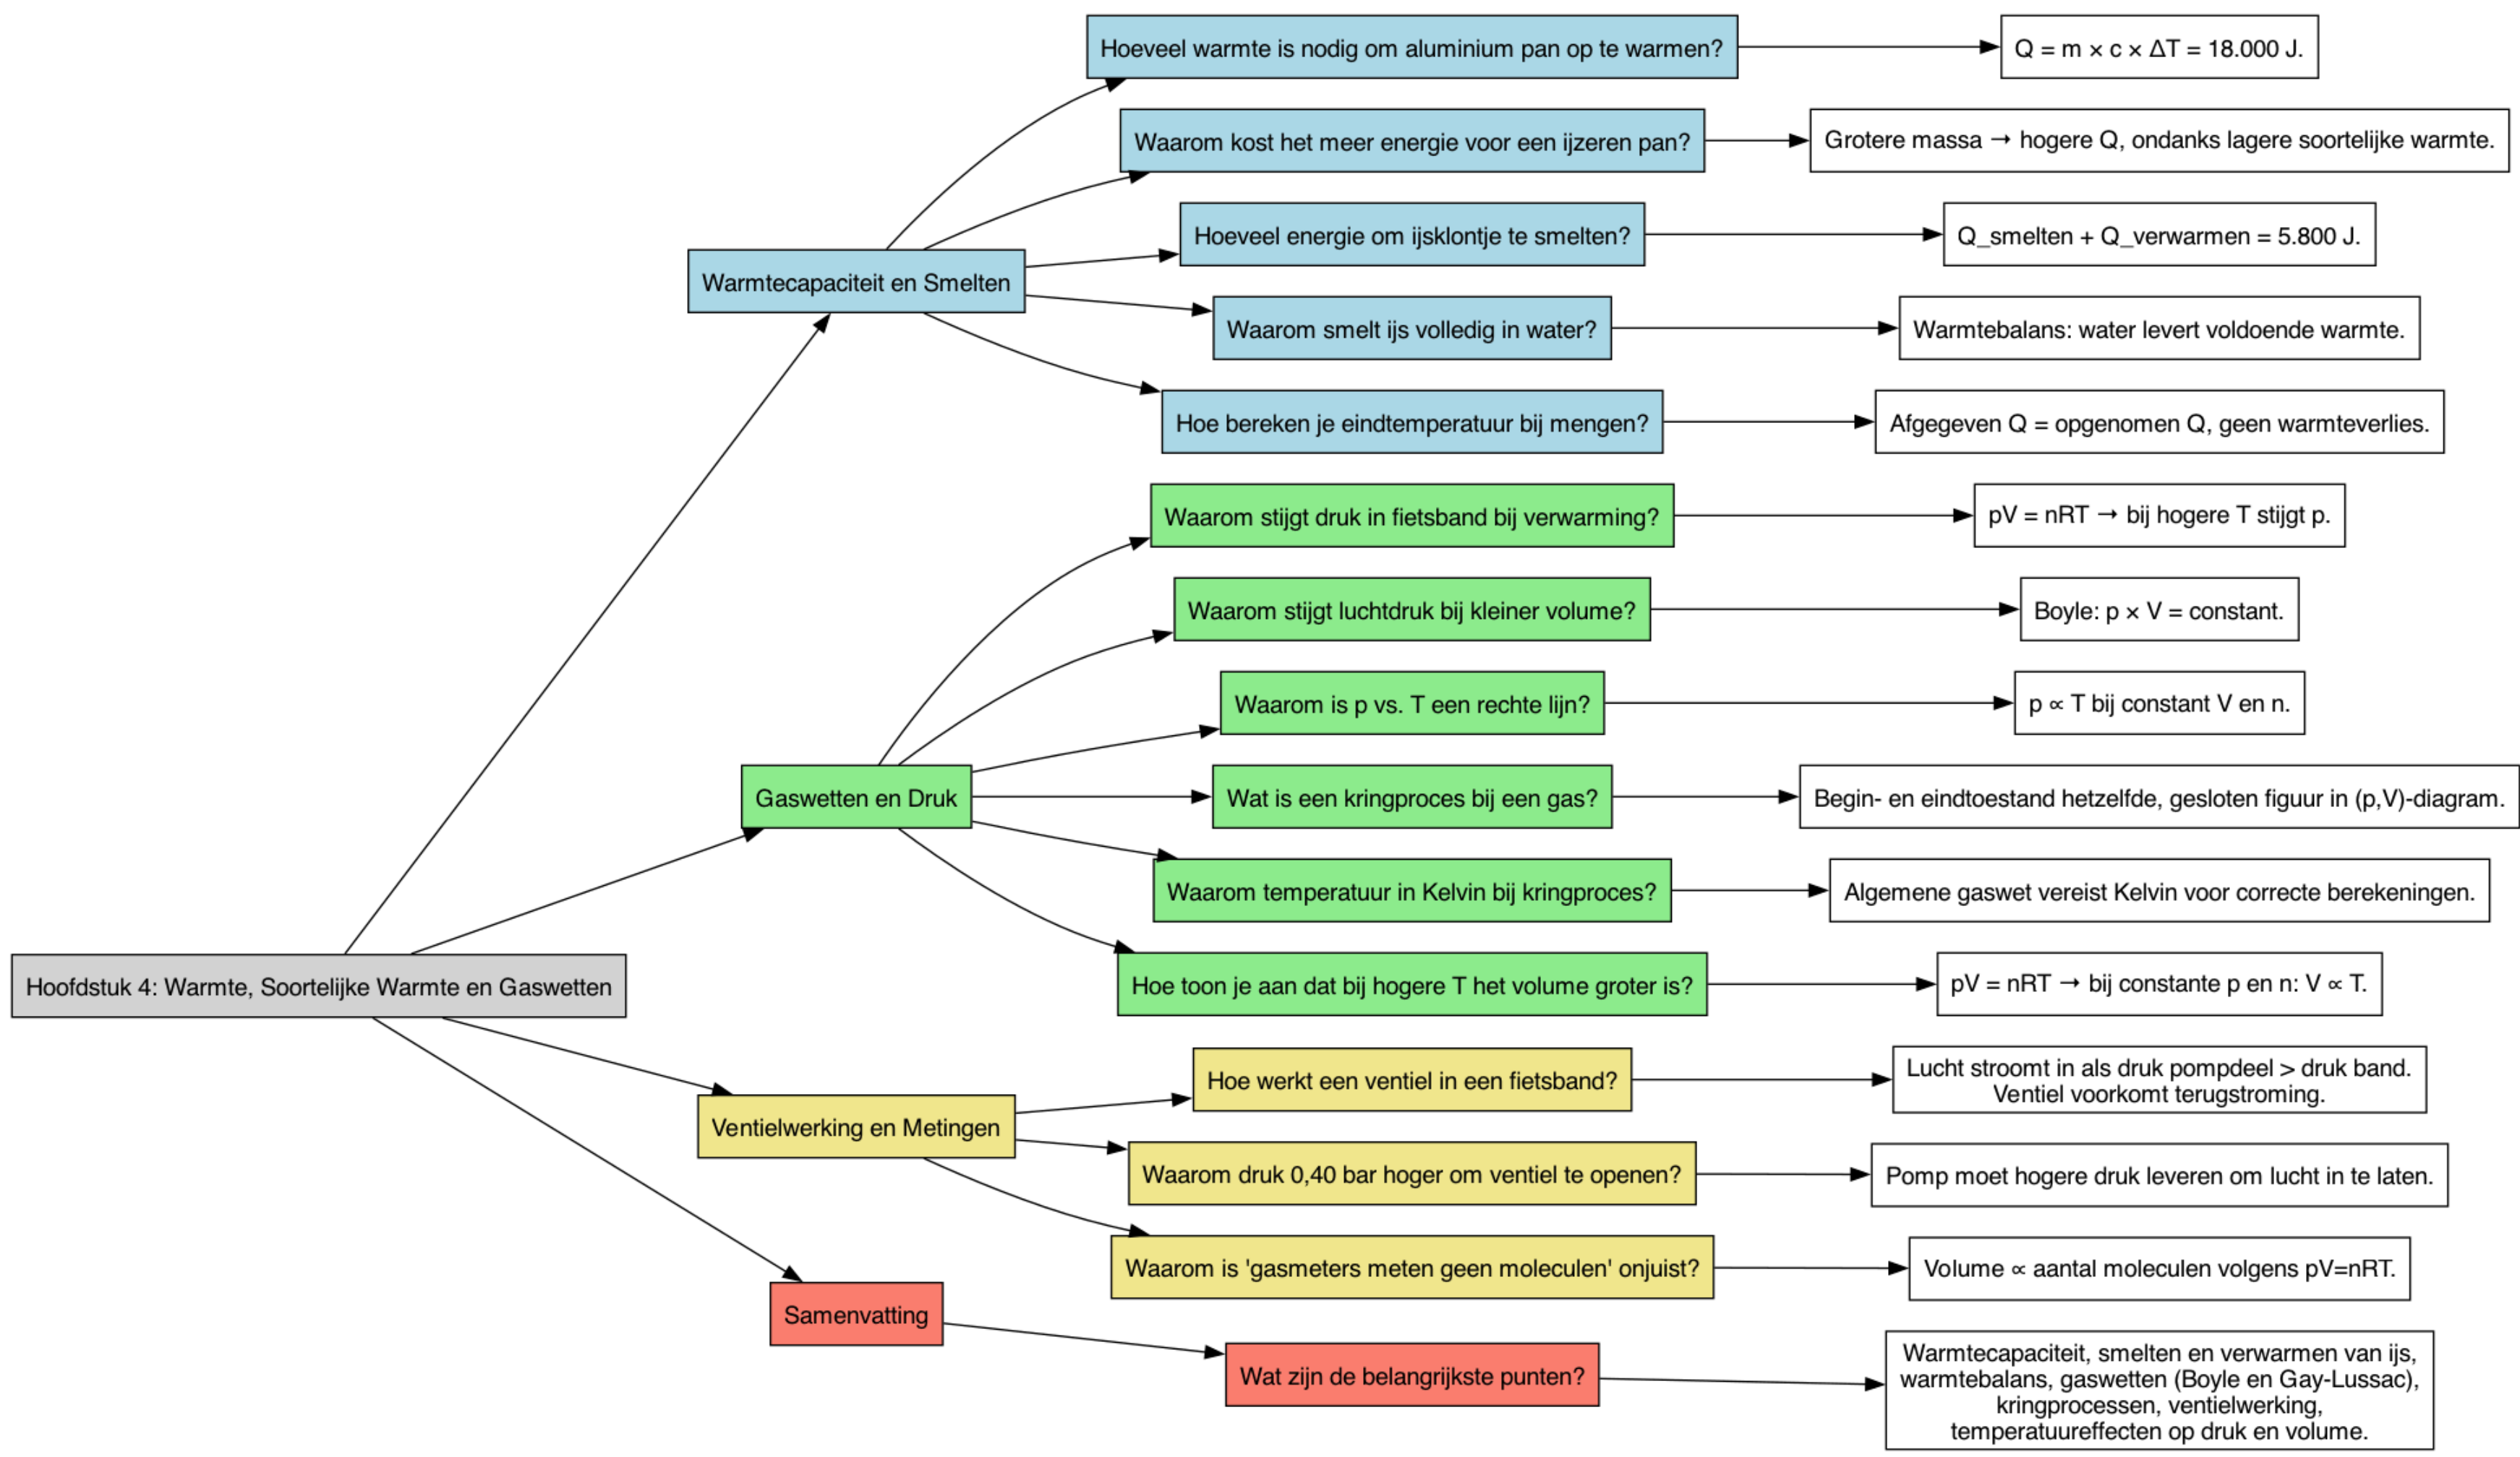 Hoofdstuk 4: Warmte, Soortelijke Warmte en Gaswetten
Warmtecapaciteit en Smelten
Hoeveel warmte is nodig om aluminium pan op te warmen?
Q = m × c × ΔT = 18.000 J.
Waarom kost het meer energie voor een ijzeren pan?
Grotere massa → hogere Q, ondanks lagere soortelijke warmte.
Hoeveel energie om ijsklontje te smelten?
Q_smelten + Q_verwarmen = 5.800 J.
Waarom smelt ijs volledig in water?
Warmtebalans: water levert voldoende warmte.
Hoe bereken je eindtemperatuur bij mengen?
Afgegeven Q = opgenomen Q, geen warmteverlies.
Gaswetten en Druk
Waarom stijgt druk in fietsband bij verwarming?
pV = nRT → bij hogere T stijgt p.
Waarom stijgt luchtdruk bij kleiner volume?
Boyle: p × V = constant.
Waarom is p vs. T een rechte lijn?
p ∝ T bij constant V en n.
Wat is een kringproces bij een gas?
Begin- en eindtoestand hetzelfde, gesloten figuur in (p,V)-diagram.
Waarom temperatuur in Kelvin bij kringproces?
Algemene gaswet vereist Kelvin voor correcte berekeningen.
Hoe toon je aan dat bij hogere T het volume groter is?
pV = nRT → bij constante p en n: V ∝ T.
Ventielwerking en Metingen
Hoe werkt een ventiel in een fietsband?
Lucht stroomt in als druk pompdeel > druk band.
Ventiel voorkomt terugstroming.
Waarom druk 0,40 bar hoger om ventiel te openen?
Pomp moet hogere druk leveren om lucht in te laten.
Waarom is 'gasmeters meten geen moleculen' onjuist?
Volume ∝ aantal moleculen volgens pV=nRT.
Samenvatting
Wat zijn de belangrijkste punten?
Warmtecapaciteit, smelten en verwarmen van ijs,
warmtebalans, gaswetten (Boyle en Gay-Lussac),
kringprocessen, ventielwerking,
temperatuureffecten op druk en volume.